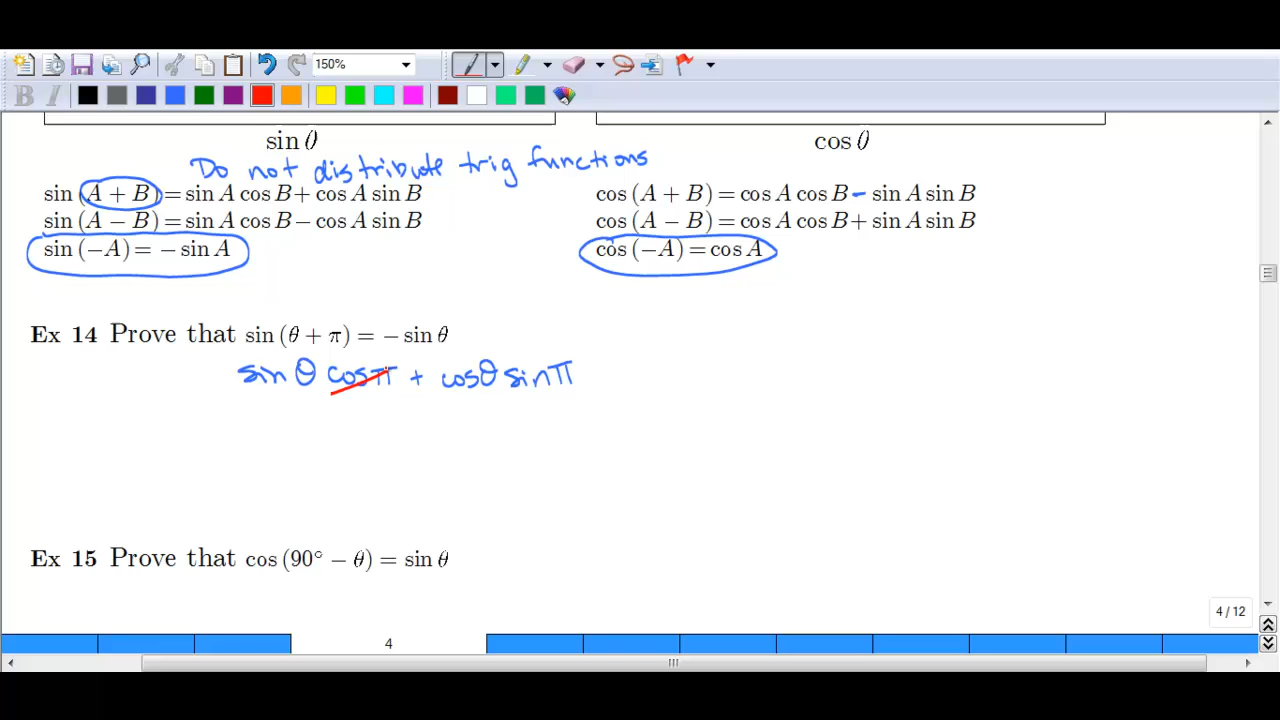 150%
B I
sin θ
cos θ
Do not distribute trig functions
sin (A + B) = sin A cos B + cos A sin B
cos (A + B) = cos A cos B - sin A sin B
sin (−A − B) = sin A cos B − cos A sin B
cos (A − B) = cos A cos B + sin A sin B
sin (−A) = − sin A
cos (−A) = cos A
Ex 14 Prove that sin (θ + π) = − sin θ
sin θ cos π + cos θ sin π
Ex 15 Prove that cos (90° − θ) = sin θ
4 / 12
4